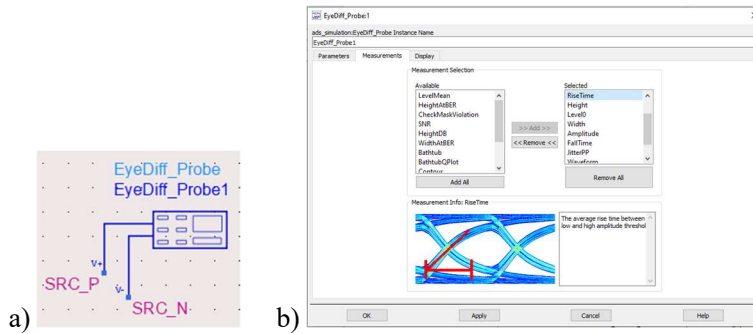 a)
EyeDiff_Probe
EyeDiff_Probe1
V+
SRC_P
V-
SRC_N
b)
EyeDiff_Probe:1
ads_simulation:EyeDiff_Probe Instance Name
EyeDiff_Probe1
Parameters Measurements Display
Measurement Selection
Available
LevelMean
HeightAtBER
CheckMaskViolation
SNR
HeightDB
WidthAtBER
Bathtub
BathtubQPlot
Contour
Add All
>> Add >>
<< Remove <<
Selected
RiseTime
Height
Level0
Width
Amplitude
FallTime
JitterPP
Waveform
Remove All
Measurement Info: RiseTime
The average rise time between
low and high amplitude threshol
OK Apply Cancel Help